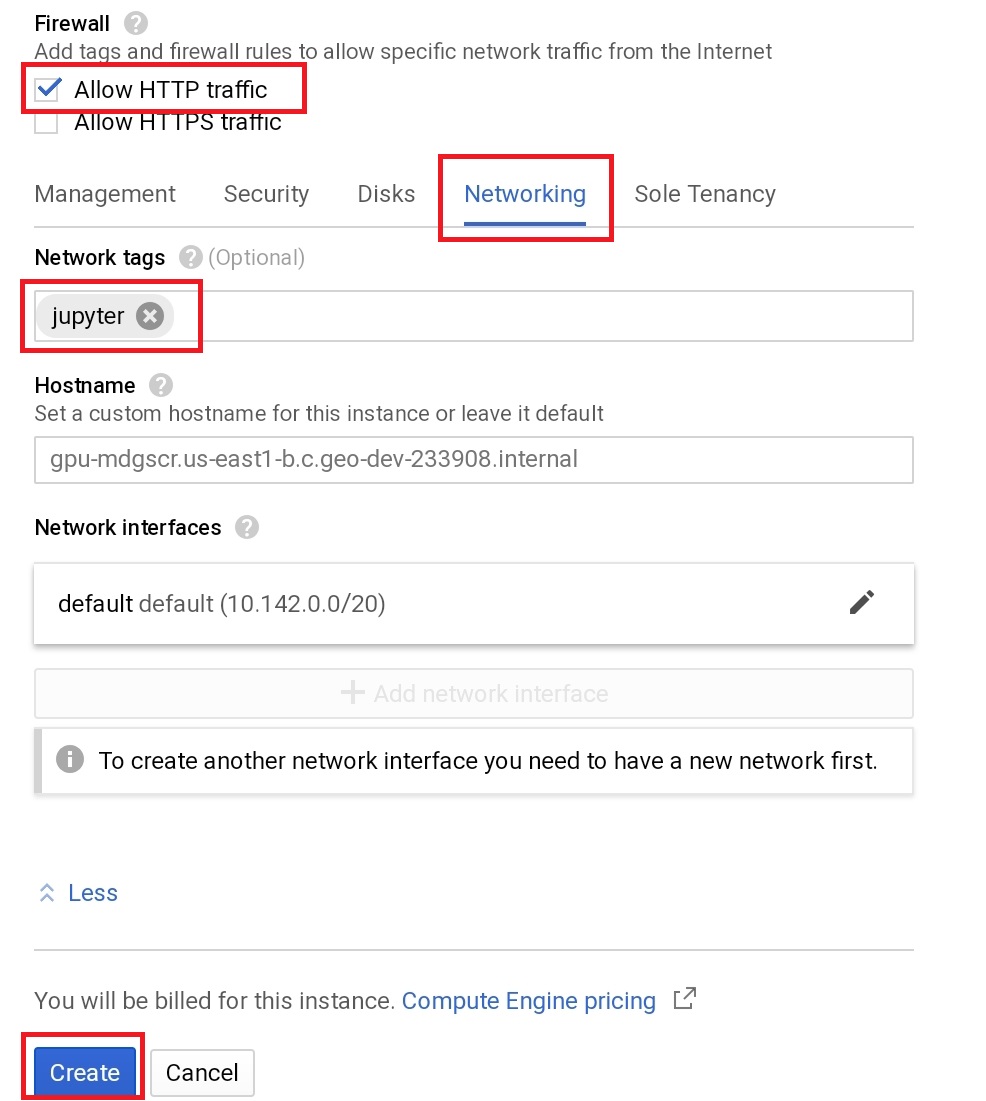 Firewall ?
Add tags and firewall rules to allow specific network traffic from the Internet
Allow HTTP traffic
Allow HTTPS traffic
Management Security Disks Networking Sole Tenancy
Network tags ? (Optional)
jupyter
Hostname ?
Set a custom hostname for this instance or leave it default
gpu-mdgscr.us-east1-b.c.geo-dev-233908.internal
Network interfaces ?
default default (10.142.0.0/20)
Add network interface
To create another network interface you need to have a new network first.
Less
You will be billed for this instance. Compute Engine pricing
Create Cancel